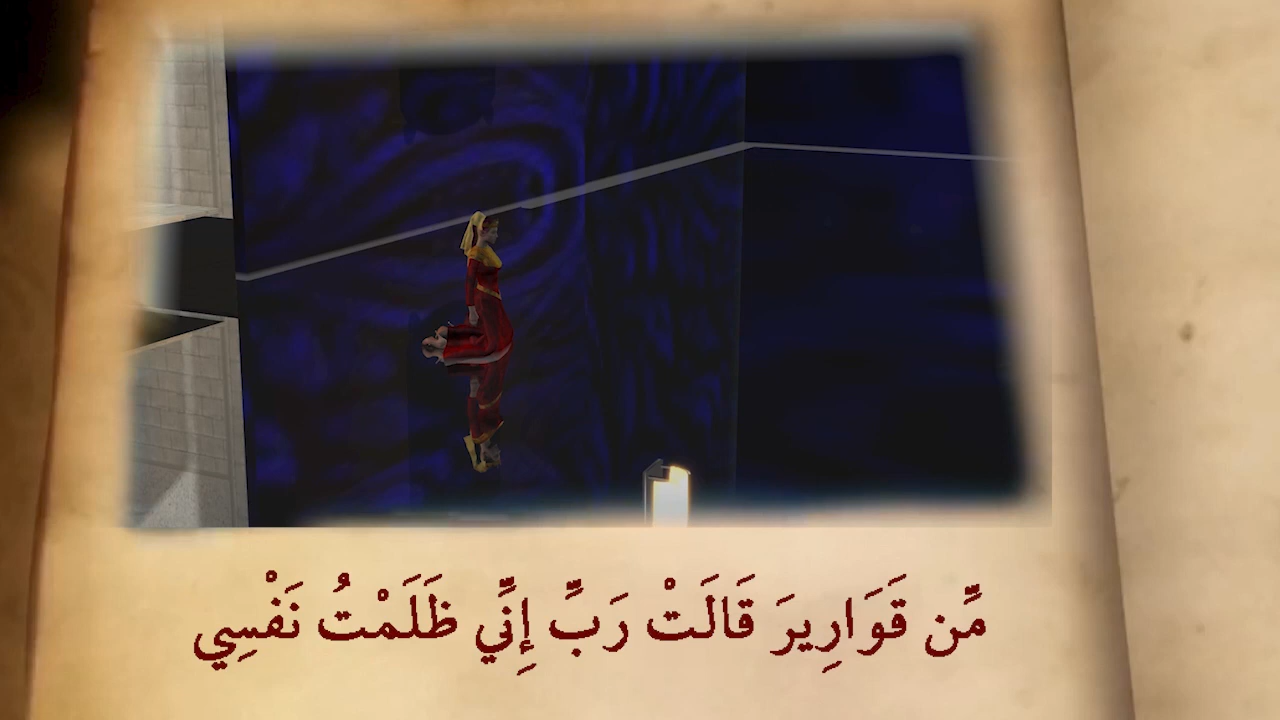 مِّن قَوَارِيرَ قَالَتْ رَبِّ إِنِّي ظَلَمْتُ نَفْسِي